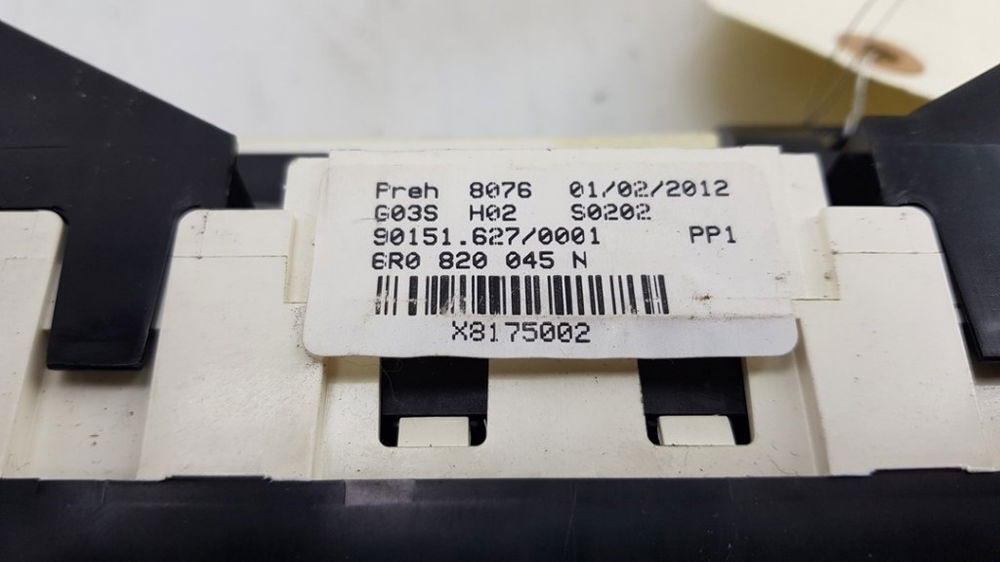 Preh 8076 01/02/2012
G03S H02 S0202
90151.627/0001 PP1
6R0 820 045 N
X8175002